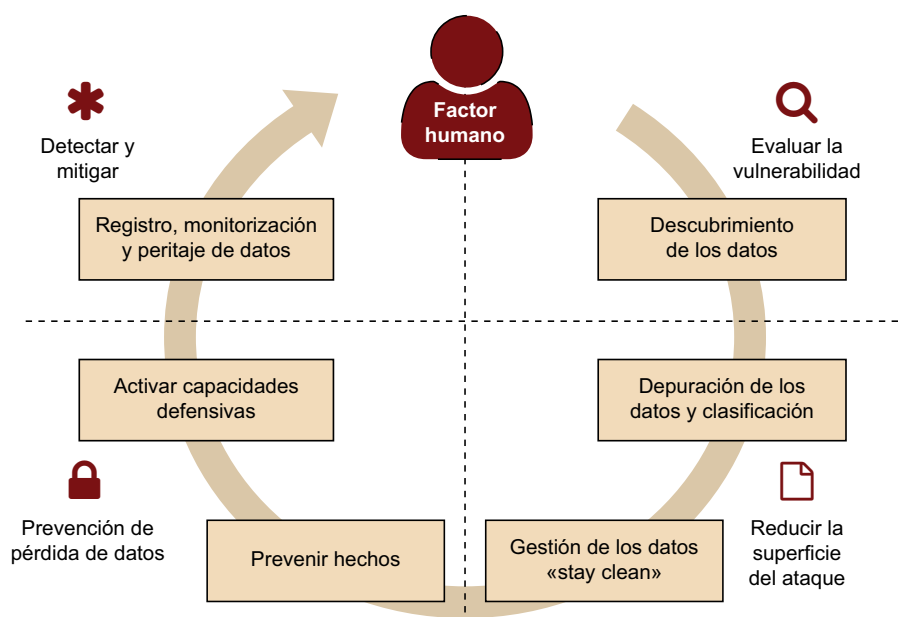 Factor
humano
Detectar y
mitigar
Evaluar la
vulnerabilidad
Registro, monitorización
y peritaje de datos
Descubrimiento
de los datos
Activar capacidades
defensivas
Depuración de los
datos y clasificación
Prevención de
pérdida de datos
Prevenir hechos
Gestión de los datos
«stay clean»
Reducir la
superficie
del ataque